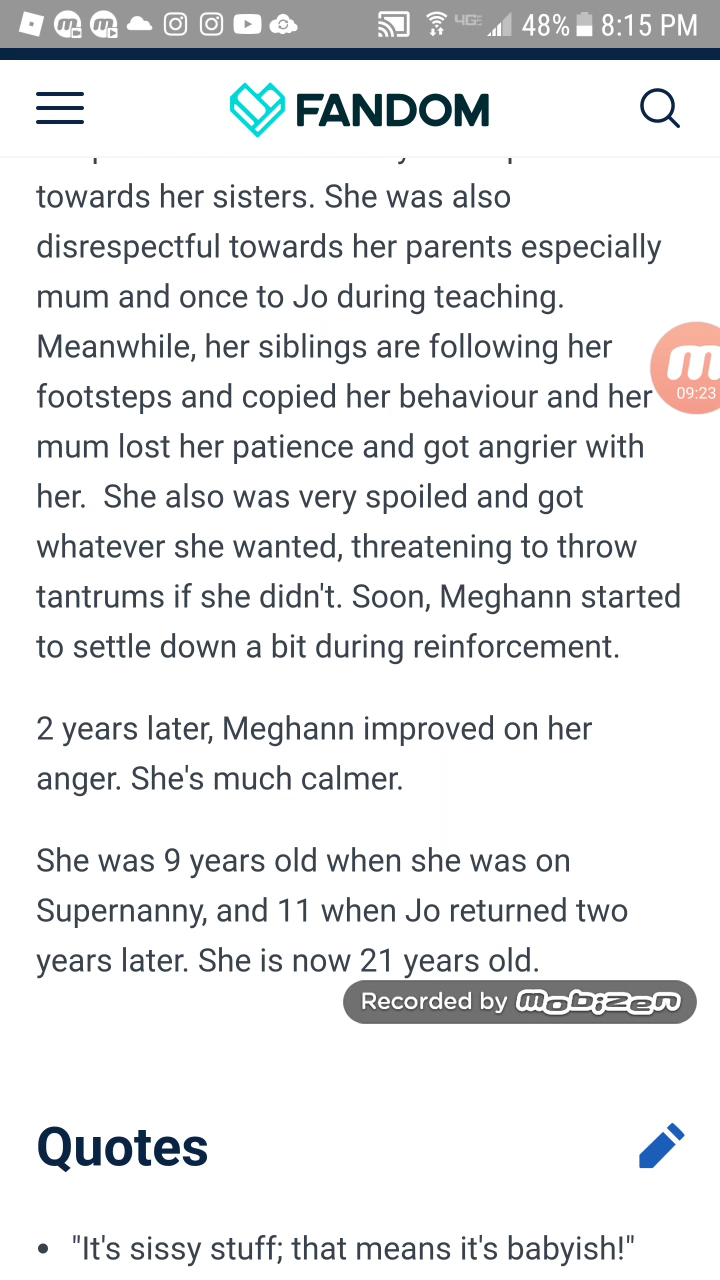 48% 8:15 PM
FANDOM
towards her sisters. She was also
disrespectful towards her parents especially
mum and once to Jo during teaching.
Meanwhile, her siblings are following her
footsteps and copied her behaviour and her
09:23
mum lost her patience and got angrier with
her.  She also was very spoiled and got
whatever she wanted, threatening to throw
tantrums if she didn't. Soon, Meghann started
to settle down a bit during reinforcement.
2 years later, Meghann improved on her
anger. She's much calmer.
She was 9 years old when she was on
Supernanny, and 11 when Jo returned two
years later. She is now 21 years old.
Recorded by mobizen
Quotes
• "It's sissy stuff; that means it's babyish!"